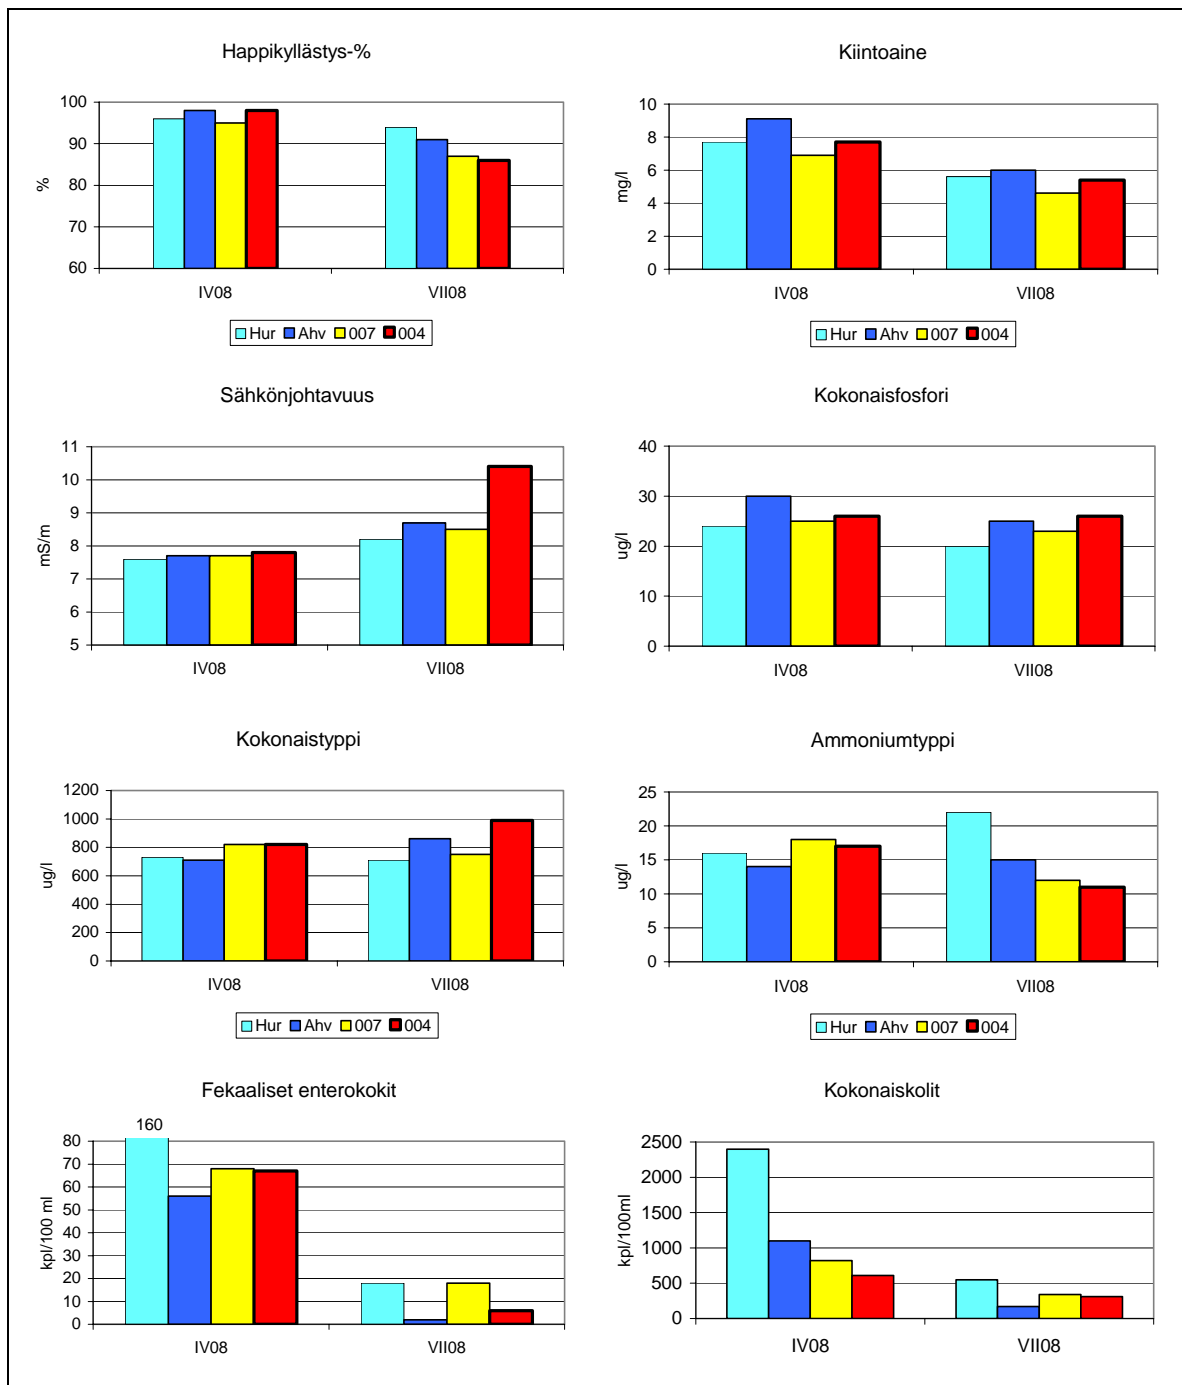 Happikyllästys-%
100
90
80
70
60
%
IV08
VII08
Hur Ahv 007 004
Kiintoaine
10
8
6
4
2
0
mg/l
IV08
VII08
Hur Ahv 007 004
Sähkönjohtavuus
11
10
9
8
7
6
5
mS/m
IV08
VII08
Kokonaisfosfori
40
30
20
10
0
ug/l
IV08
VII08
Kokonaistyppi
1200
1000
800
600
400
200
0
ug/l
IV08
VII08
Hur Ahv 007 004
Ammoniumtyppi
25
20
15
10
5
0
ug/l
IV08
VII08
Hur Ahv 007 004
Fekaaliset enterokokit
160
80
70
60
50
40
30
20
10
0
kpl/100 ml
IV08
VII08
Kokonaiskolit
2500
2000
1500
1000
500
0
kpl/100ml
IV08
VII08